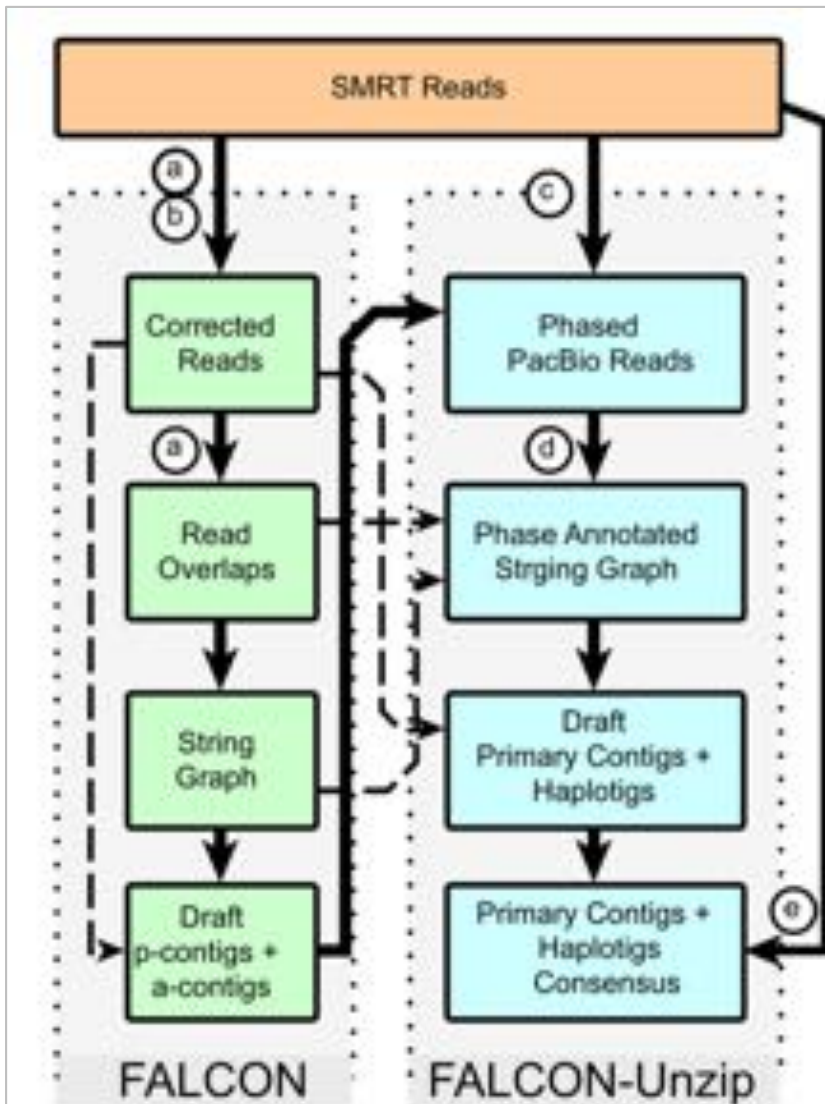 SMRT Reads
a
b
c
Corrected
Reads
Phased
PacBio Reads
a
d
Read
Overlaps
Phase Annotated
Strging Graph
String
Graph
Draft
Primary Contigs +
Haplotigs
Draft
p-contigs +
a-contigs
Primary Contigs +
Haplotigs
Consensus
e
FALCON
FALCON-Unzip